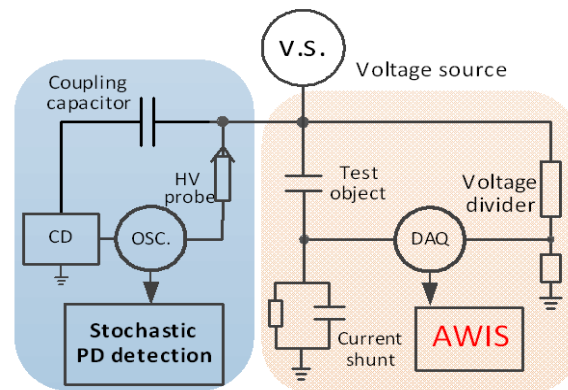 V.S.
Voltage source
Coupling
capacitor
HV
probe
Test
object
Voltage
divider
CD
OSC.
DAQ
Stochastic
PD detection
Current
shunt
AWIS